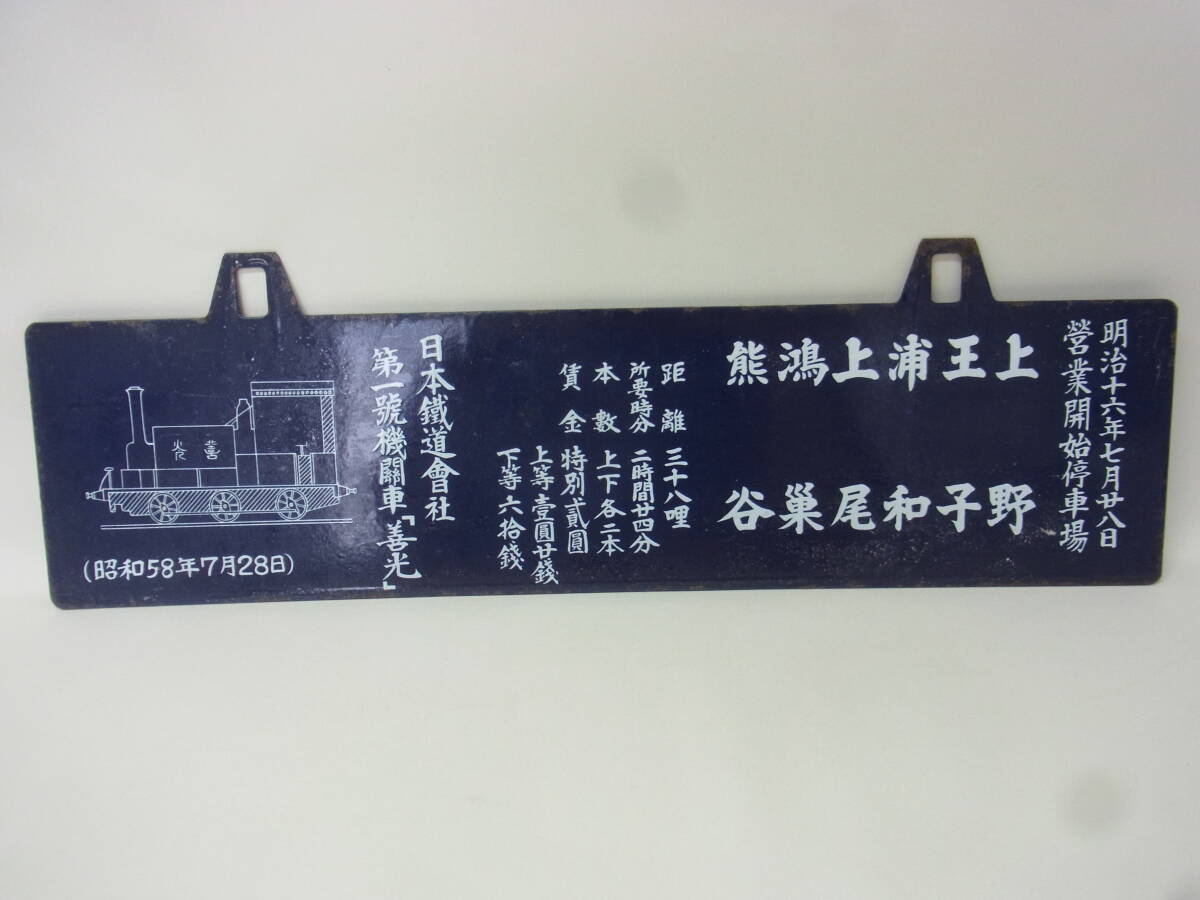 明治十六年七月廿八日
營業開始停車場
上野
王子
浦和
上尾
鴻巣
熊谷
距離 三十八哩
所要時分 二時間廿四分
本數 上下各二本
賃金 特別貳圓
上等壹圓廿錢
下等六拾錢
日本鐵道會社
第一號機關車「善光」
善光
(昭和58年7月28日)